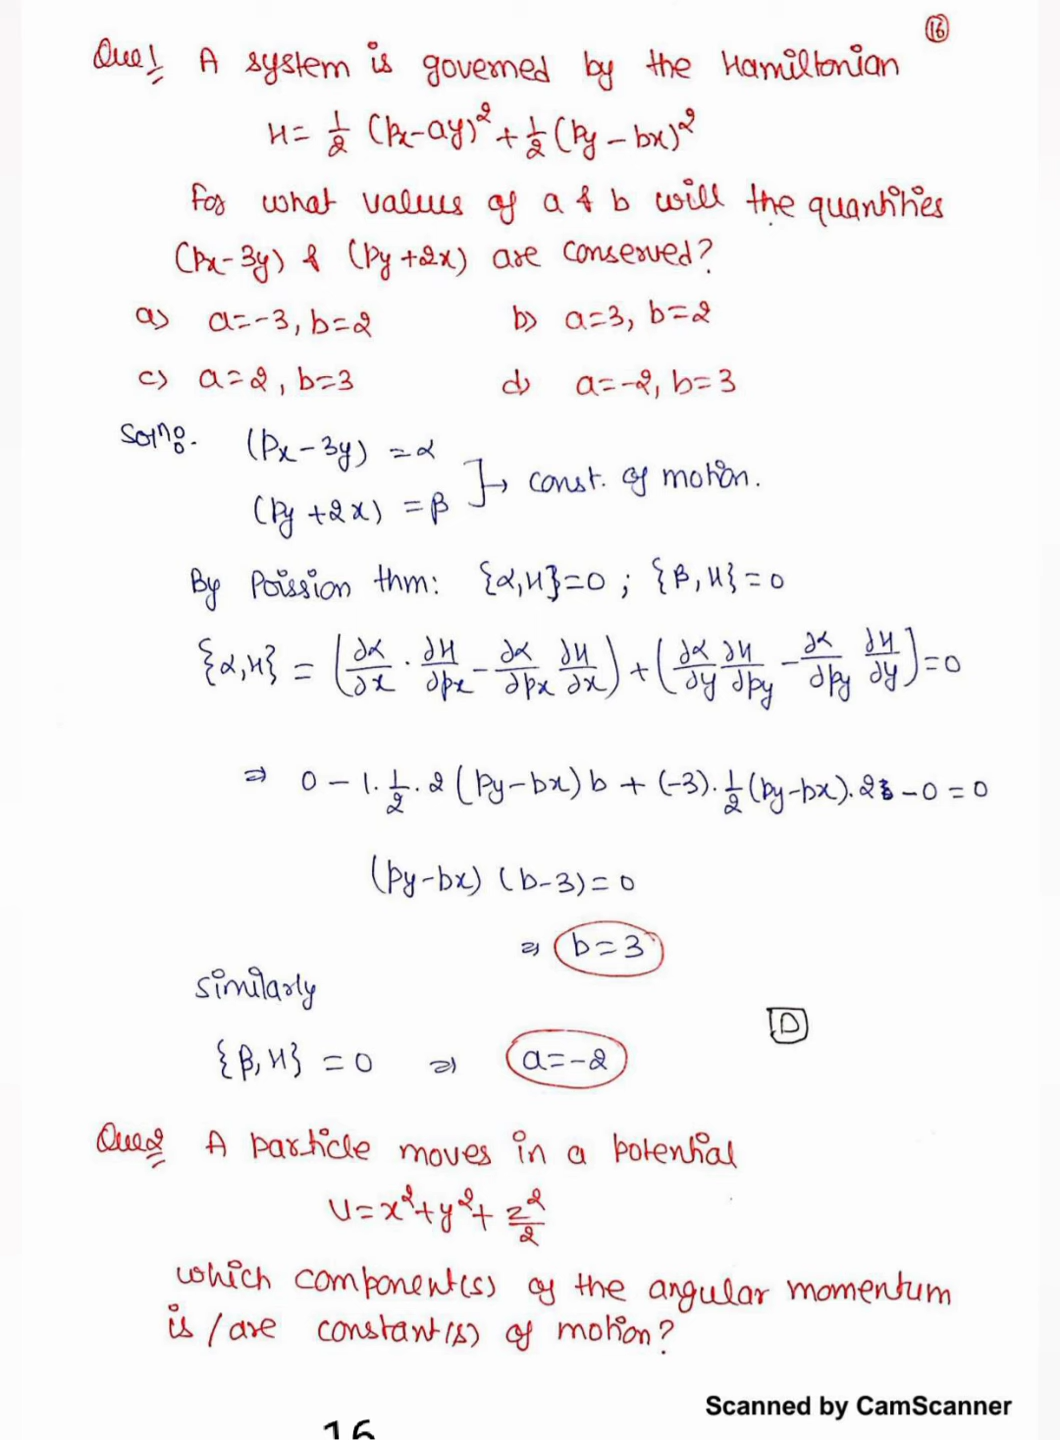 ⑯
Que1 A system is governed by the Hamiltonian
H = 1/2 (px-ay)² + 1/2 (py - bx)²
For what values of a & b will the quantities
(px-3y) & (py+2x) are conserved?
a) a=-3, b=2 b) a=3, b=2
c) a=2, b=3 d) a=-2, b=3
Soln:- (Px-3y) = α
(Py+2x) = β ] → const. of motion.
By Poission thm: {α,H}=0 ; {β,H}=0
{α,H} = (∂α/∂x · ∂H/∂px - ∂α/∂px ∂H/∂x) + (∂α/∂y ∂H/∂py - ∂α/∂py ∂H/∂y) = 0
⇒ 0 - 1. 1/2 . 2 (py-bx) b + (-3). 1/2 (py-bx). 2 - 0 = 0
(py-bx) (b-3) = 0
⇒ b=3
Similarly
D
{β,H} = 0 ⇒ a=-2
Que2 A particle moves in a potential
U = x²+y²+ z²/2
which component(s) of the angular momentum
is / are constant(s) of motion?
Scanned by CamScanner
16